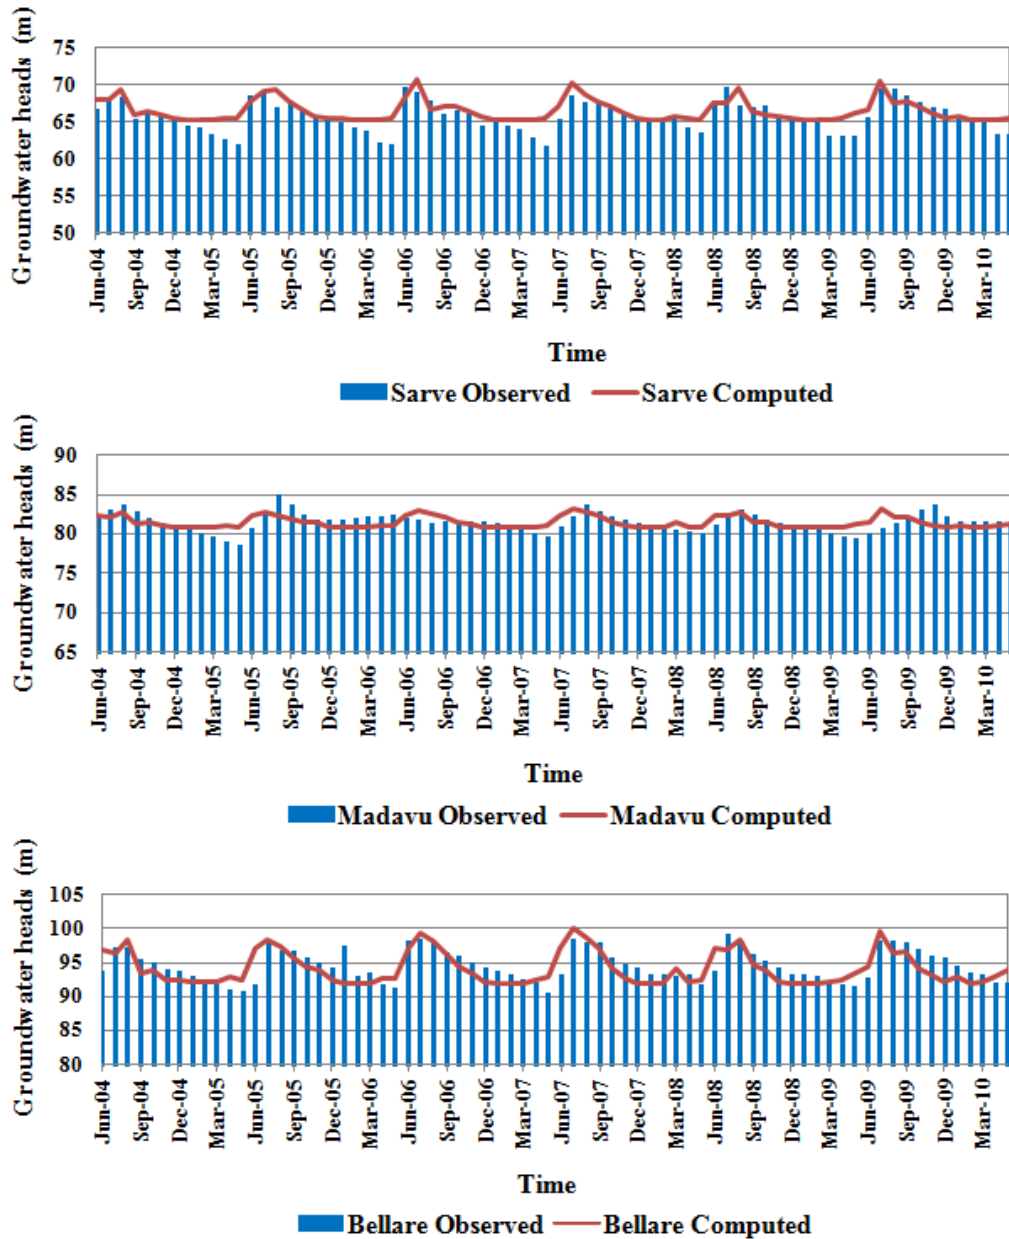 Groundwater heads (m)
75
70
65
60
55
50
Jun-04 Sep-04 Dec-04 Mar-05 Jun-05 Sep-05 Dec-05 Mar-06 Jun-06 Sep-06 Dec-06 Mar-07 Jun-07 Sep-07 Dec-07 Mar-08 Jun-08 Sep-08 Dec-08 Mar-09 Jun-09 Sep-09 Dec-09 Mar-10
Time
Sarve Observed Sarve Computed
Groundwater heads (m)
90
85
80
75
70
65
Jun-04 Sep-04 Dec-04 Mar-05 Jun-05 Sep-05 Dec-05 Mar-06 Jun-06 Sep-06 Dec-06 Mar-07 Jun-07 Sep-07 Dec-07 Mar-08 Jun-08 Sep-08 Dec-08 Mar-09 Jun-09 Sep-09 Dec-09 Mar-10
Time
Madavu Observed Madavu Computed
Groundwater heads (m)
105
100
95
90
85
80
Jun-04 Sep-04 Dec-04 Mar-05 Jun-05 Sep-05 Dec-05 Mar-06 Jun-06 Sep-06 Dec-06 Mar-07 Jun-07 Sep-07 Dec-07 Mar-08 Jun-08 Sep-08 Dec-08 Mar-09 Jun-09 Sep-09 Dec-09 Mar-10
Time
Bellare Observed Bellare Computed